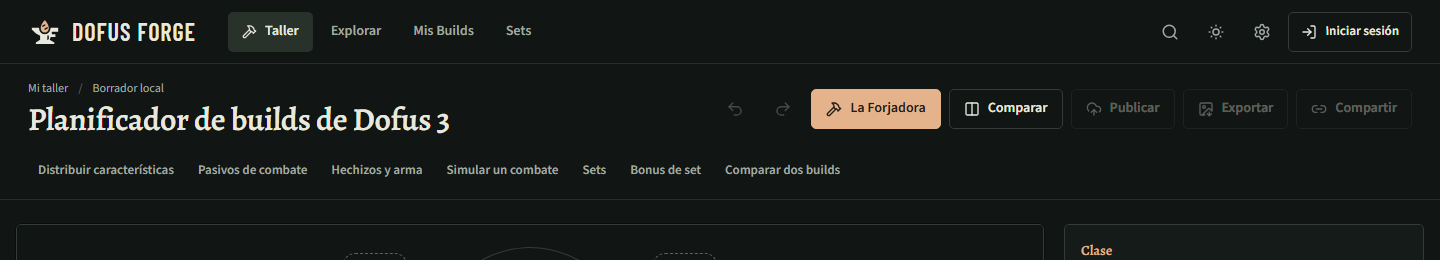 DOFUS FORGE Taller Explorar Mis Builds Sets Iniciar sesión
Mi taller / Borrador local
Planificador de builds de Dofus 3
La Forjadora Comparar Publicar Exportar Compartir
Distribuir características Pasivos de combate Hechizos y arma Simular un combate Sets Bonus de set Comparar dos builds
Clase